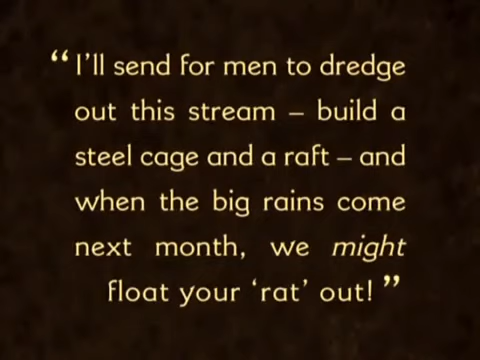 “I’ll send for men to dredge
out this stream – build a
steel cage and a raft – and
when the big rains come
next month, we might
float your ‘rat’ out!”